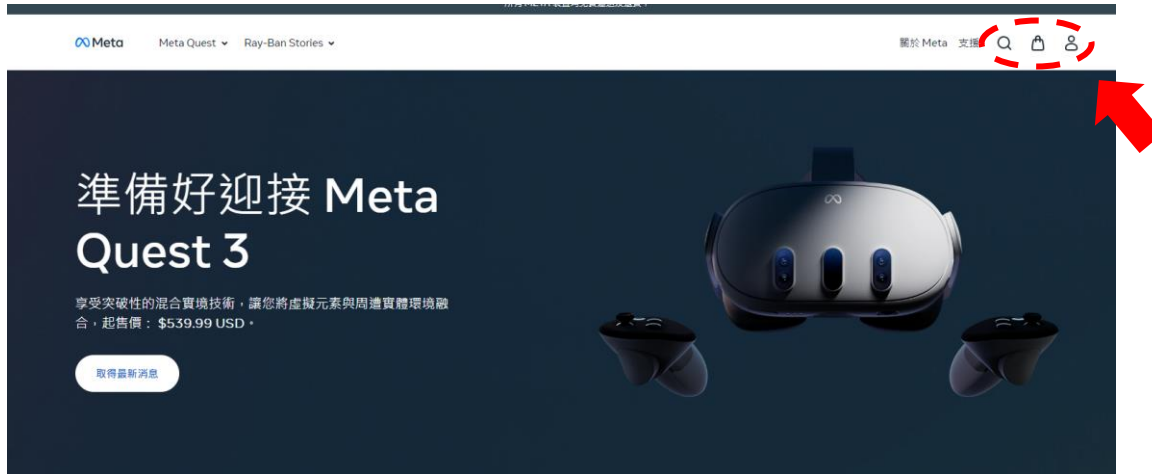 Meta
Meta Quest
Ray-Ban Stories
關於 Meta
支援
準備好迎接 Meta
Quest 3
享受突破性的混合實境技術，讓您將虛擬元素與周遭實體環境融
合，起售價： $539.99 USD。
取得最新消息